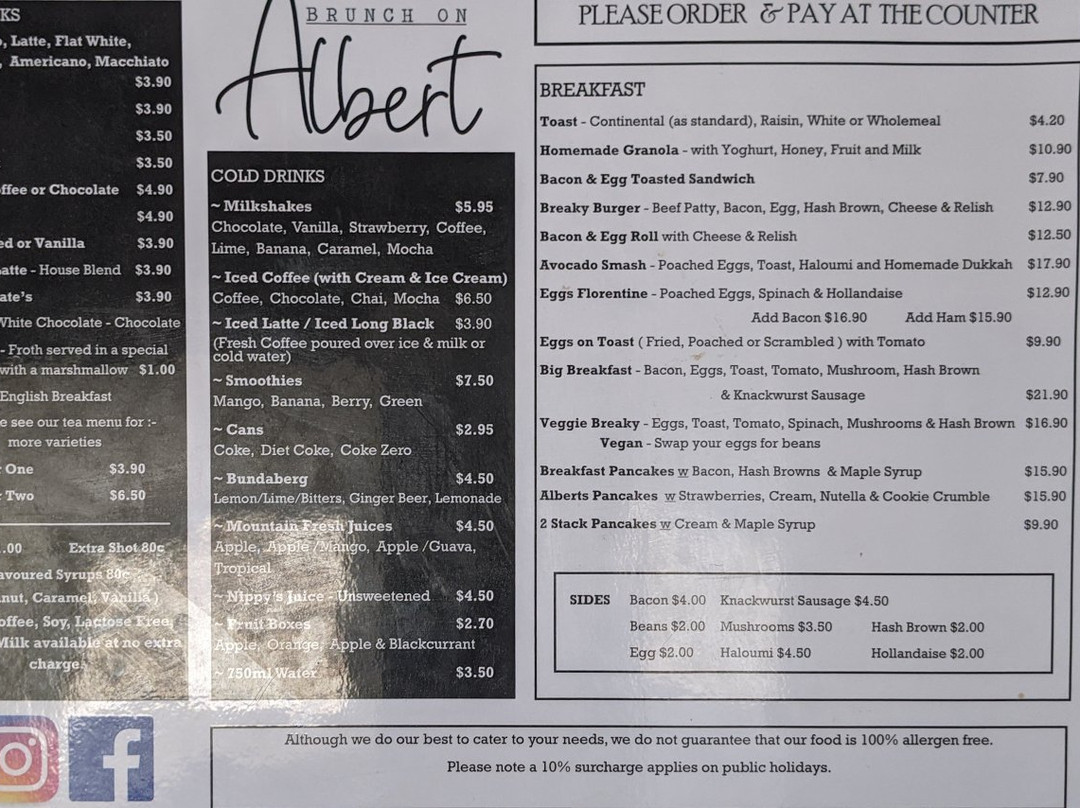 KS
, Latte, Flat White,
, Americano, Macchiato
$3.90
$3.90
$3.50
$3.50
ffee or Chocolate $4.90
$4.90
ed or Vanilla $3.90
atte - House Blend $3.90
ate's $3.90
White Chocolate - Chocolate
- Froth served in a special
with a marshmallow $1.00
English Breakfast
e see our tea menu for :-
more varieties
One $3.90
Two $6.50
.00 Extra Shot 80c
avoured Syrups 80c
nut, Caramel, Vanilla )
offee, Soy, Lactose Free,
Milk available at no extra
charge.
BRUNCH ON
Albert
COLD DRINKS
~ Milkshakes $5.95
Chocolate, Vanilla, Strawberry, Coffee,
Lime, Banana, Caramel, Mocha
~ Iced Coffee (with Cream & Ice Cream)
Coffee, Chocolate, Chai, Mocha $6.50
~ Iced Latte / Iced Long Black $3.90
(Fresh Coffee poured over ice & milk or
cold water)
~ Smoothies $7.50
Mango, Banana, Berry, Green
~ Cans $2.95
Coke, Diet Coke, Coke Zero
~ Bundaberg $4.50
Lemon/Lime/Bitters, Ginger Beer, Lemonade
~ Mountain Fresh Juices $4.50
Apple, Apple /Mango, Apple /Guava,
Tropical
~ Nippy's Juice - Unsweetened $4.50
~ Fruit Boxes $2.70
Apple, Orange, Apple & Blackcurrant
~ 750ml Water $3.50
PLEASE ORDER & PAY AT THE COUNTER
BREAKFAST
Toast - Continental (as standard), Raisin, White or Wholemeal $4.20
Homemade Granola - with Yoghurt, Honey, Fruit and Milk $10.90
Bacon & Egg Toasted Sandwich $7.90
Breaky Burger - Beef Patty, Bacon, Egg, Hash Brown, Cheese & Relish $12.90
Bacon & Egg Roll with Cheese & Relish $12.50
Avocado Smash - Poached Eggs, Toast, Haloumi and Homemade Dukkah $17.90
Eggs Florentine - Poached Eggs, Spinach & Hollandaise $12.90
Add Bacon $16.90 Add Ham $15.90
Eggs on Toast ( Fried, Poached or Scrambled ) with Tomato $9.90
Big Breakfast - Bacon, Eggs, Toast, Tomato, Mushroom, Hash Brown
& Knackwurst Sausage $21.90
Veggie Breaky - Eggs, Toast, Tomato, Spinach, Mushrooms & Hash Brown $16.90
Vegan - Swap your eggs for beans
Breakfast Pancakes w Bacon, Hash Browns & Maple Syrup $15.90
Alberts Pancakes w Strawberries, Cream, Nutella & Cookie Crumble $15.90
2 Stack Pancakes w Cream & Maple Syrup $9.90
SIDES Bacon $4.00 Knackwurst Sausage $4.50
Beans $2.00 Mushrooms $3.50 Hash Brown $2.00
Egg $2.00 Haloumi $4.50 Hollandaise $2.00
Although we do our best to cater to your needs, we do not guarantee that our food is 100% allergen free.
Please note a 10% surcharge applies on public holidays.